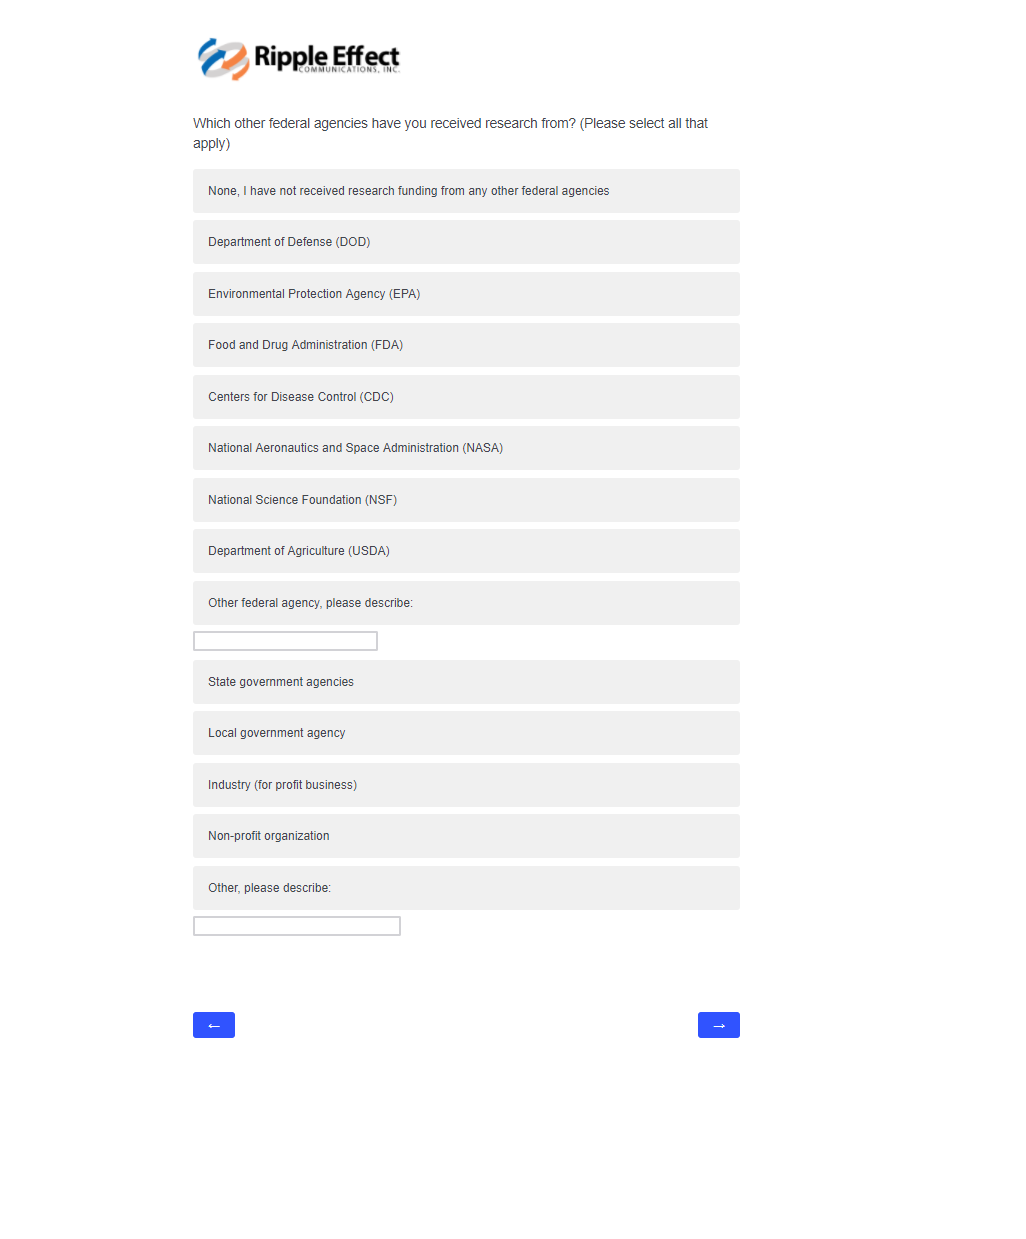 Ripple Effect
COMMUNICATIONS, INC.
Which other federal agencies have you received research from? (Please select all that
apply)
None, I have not received research funding from any other federal agencies
Department of Defense (DOD)
Environmental Protection Agency (EPA)
Food and Drug Administration (FDA)
Centers for Disease Control (CDC)
National Aeronautics and Space Administration (NASA)
National Science Foundation (NSF)
Department of Agriculture (USDA)
Other federal agency, please describe:
State government agencies
Local government agency
Industry (for profit business)
Non-profit organization
Other, please describe:
← →